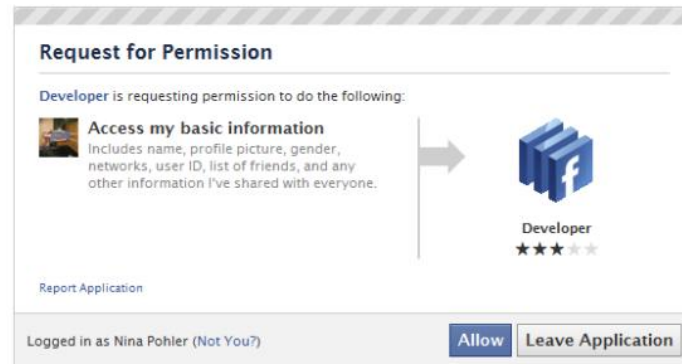 Request for Permission
Developer is requesting permission to do the following:
Access my basic information
Includes name, profile picture, gender,
networks, user ID, list of friends, and any
other information I've shared with everyone.
Developer
Report Application
Logged in as Nina Pohler (Not You?)
Allow
Leave Application